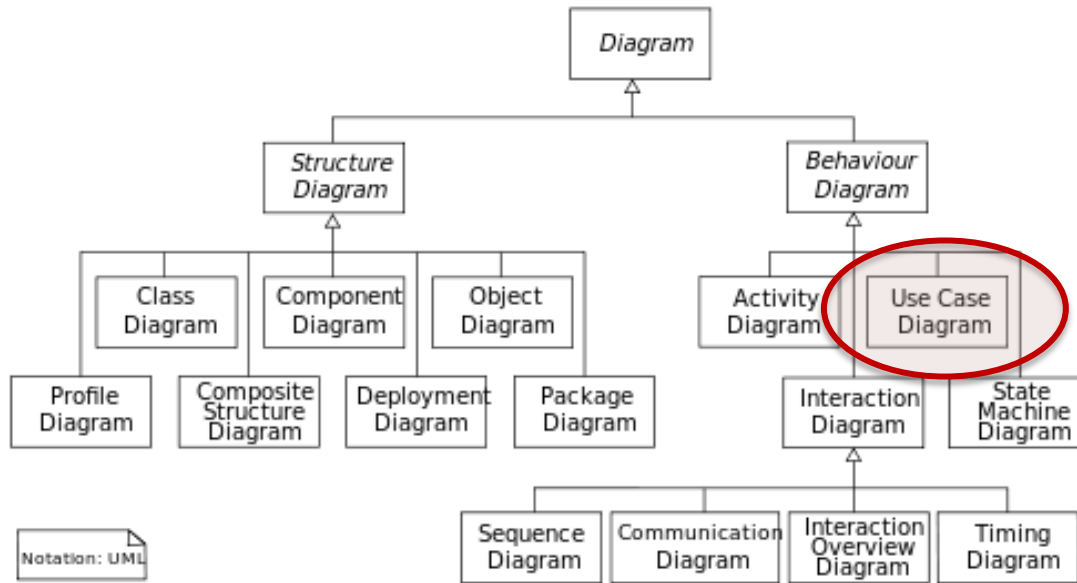 Diagram
Structure
Diagram
Behaviour
Diagram
Class
Diagram
Component
Diagram
Object
Diagram
Activity
Diagram
Use Case
Diagram
Profile
Diagram
Composite
Structure
Diagram
Deployment
Diagram
Package
Diagram
Interaction
Diagram
State
Machine
Diagram
Sequence
Diagram
Communication
Diagram
Interaction
Overview
Diagram
Timing
Diagram
Notation: UML